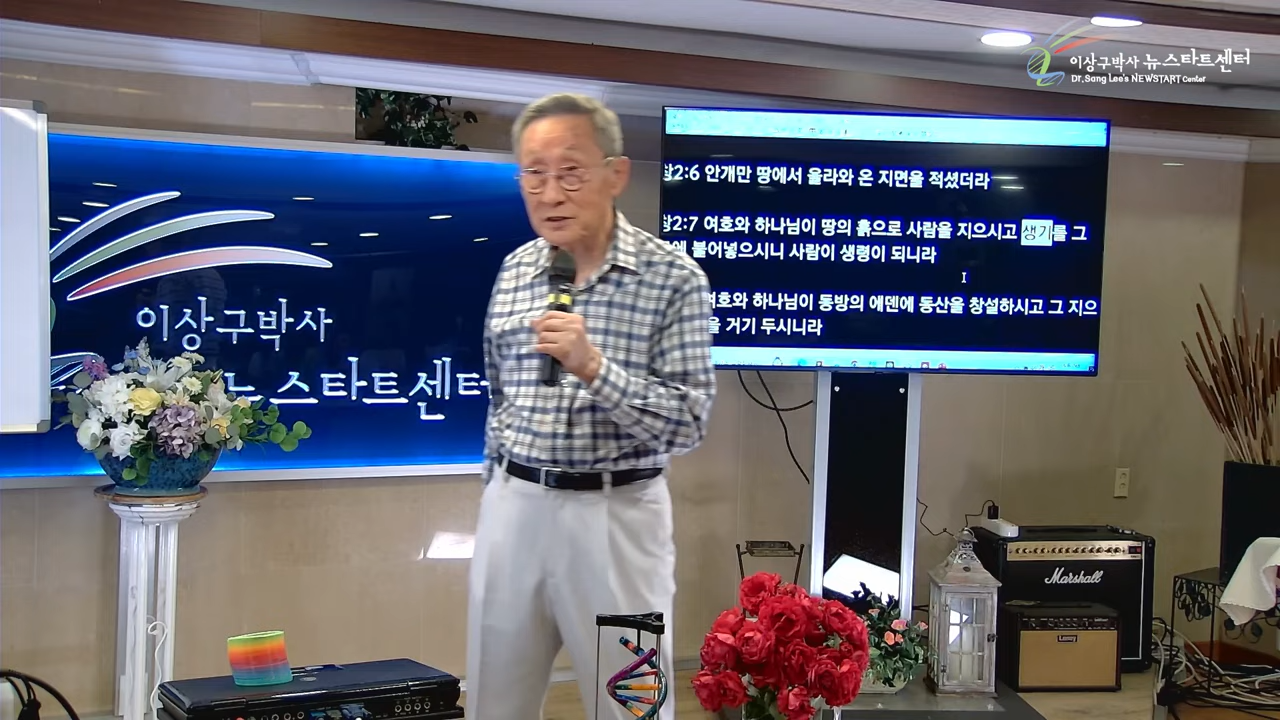 이상구박사 뉴스타트센터
Dr. Sang Lee's NEWSTART Center
이상구박사
뉴스타트센터
창2:6 안개만 땅에서 올라와 온 지면을 적셨더라
창2:7 여호와 하나님이 땅의 흙으로 사람을 지으시고 생기를 그
불어넣으시니 사람이 생령이 되니라
여호와 하나님이 동방의 에덴에 동산을 창설하시고 그 지으
을 거기 두시니라
Marshall
Laney